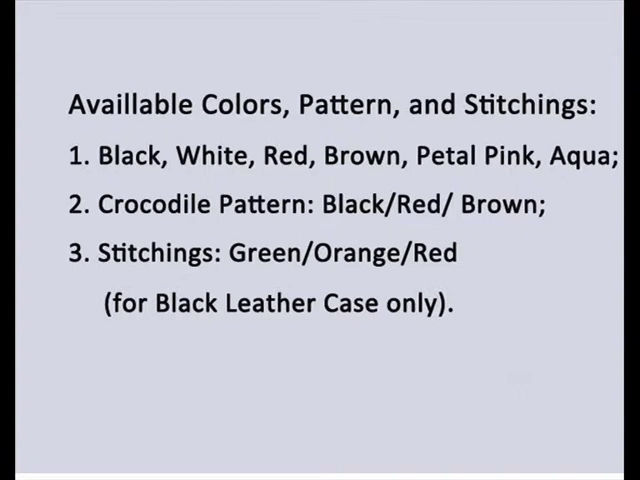 Availlable Colors, Pattern, and Stitchings:
1. Black, White, Red, Brown, Petal Pink, Aqua;
2. Crocodile Pattern: Black/Red/ Brown;
3. Stitchings: Green/Orange/Red
(for Black Leather Case only).